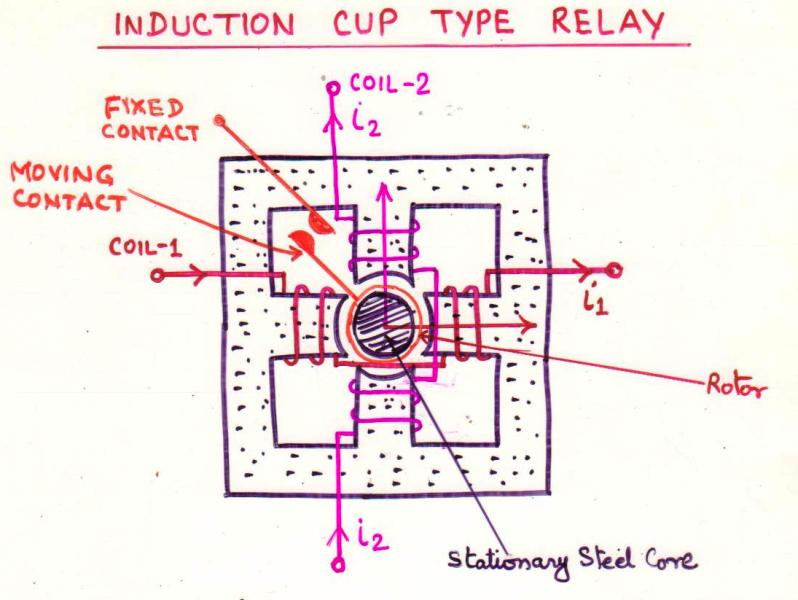 INDUCTION CUP TYPE RELAY
COIL-2
i2
FIXED
CONTACT
MOVING
CONTACT
COIL-1
i1
Rotor
i2
Stationary Steel Core